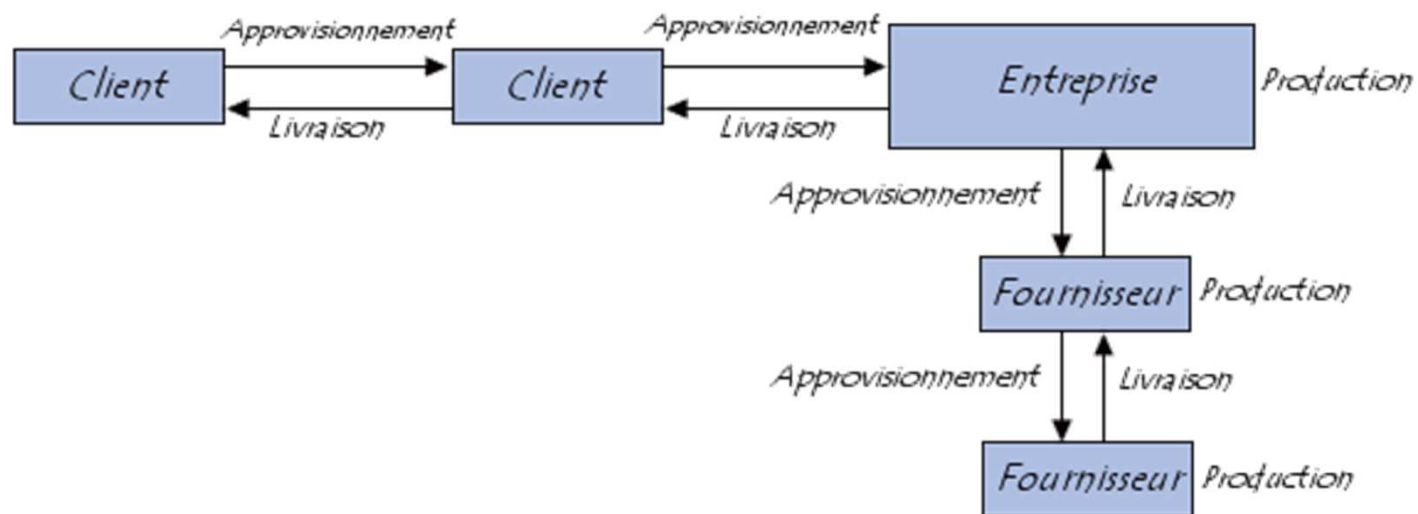 Approvisionnement
Approvisionnement
Client
Client
Entreprise
Production
Livraison
Livraison
Approvisionnement
Livraison
Fournisseur
Production
Approvisionnement
Livraison
Fournisseur
Production